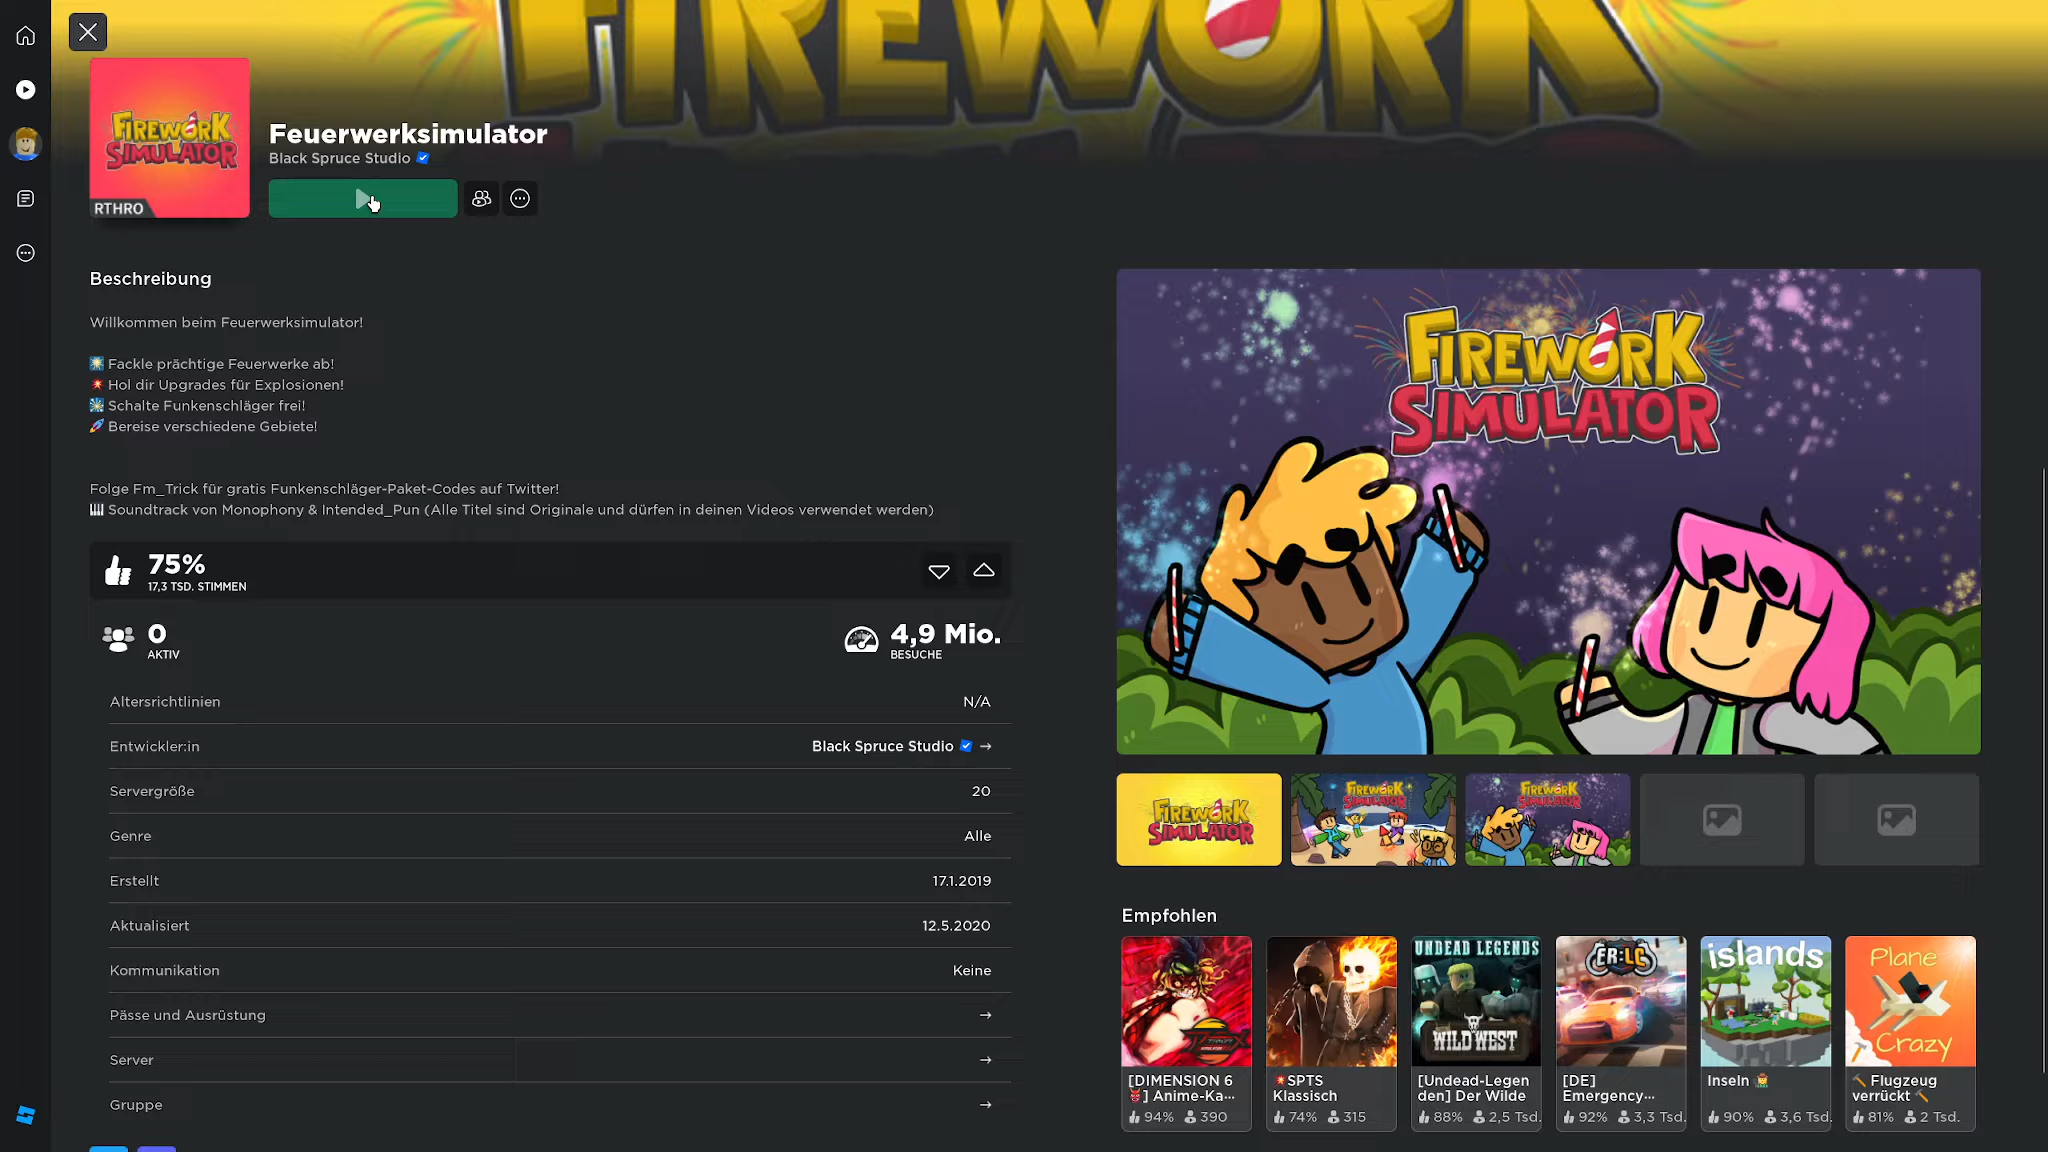 FIREWORK
FIREWORK
SIMULATOR
RTHRO
Feuerwerksimulator
Black Spruce Studio
Beschreibung
Willkommen beim Feuerwerksimulator!
Fackle prächtige Feuerwerke ab!
Hol dir Upgrades für Explosionen!
Schalte Funkenschläger frei!
Bereise verschiedene Gebiete!
Folge Fm_Trick für gratis Funkenschläger-Paket-Codes auf Twitter!
Soundtrack von Monophony & Intended_Pun (Alle Titel sind Originale und dürfen in deinen Videos verwendet werden)
75%
17,3 TSD. STIMMEN
0
AKTIV
4,9 Mio.
BESUCHE
Altersrichtlinien N/A
Entwickler:in Black Spruce Studio →
Servergröße 20
Genre Alle
Erstellt 17.1.2019
Aktualisiert 12.5.2020
Kommunikation Keine
Pässe und Ausrüstung →
Server →
Gruppe →
FIREWORK
SIMULATOR
FIREWORK
SIMULATOR
FIREWORK
SIMULATOR
FIREWORK
SIMULATOR
Empfohlen
[DIMENSION 6
👹] Anime-Ka...
94% 390
💥SPTS
Klassisch
74% 315
UNDEAD LEGENDS
WILD WEST
[Undead-Legen
den] Der Wilde
88% 2,5 Tsd.
ER:LC
[DE]
Emergency...
92% 3,3 Tsd.
islands
Inseln
90% 3,6 Tsd.
Plane
Crazy
🔨 Flugzeug
verrückt 🔨
81% 2 Tsd.